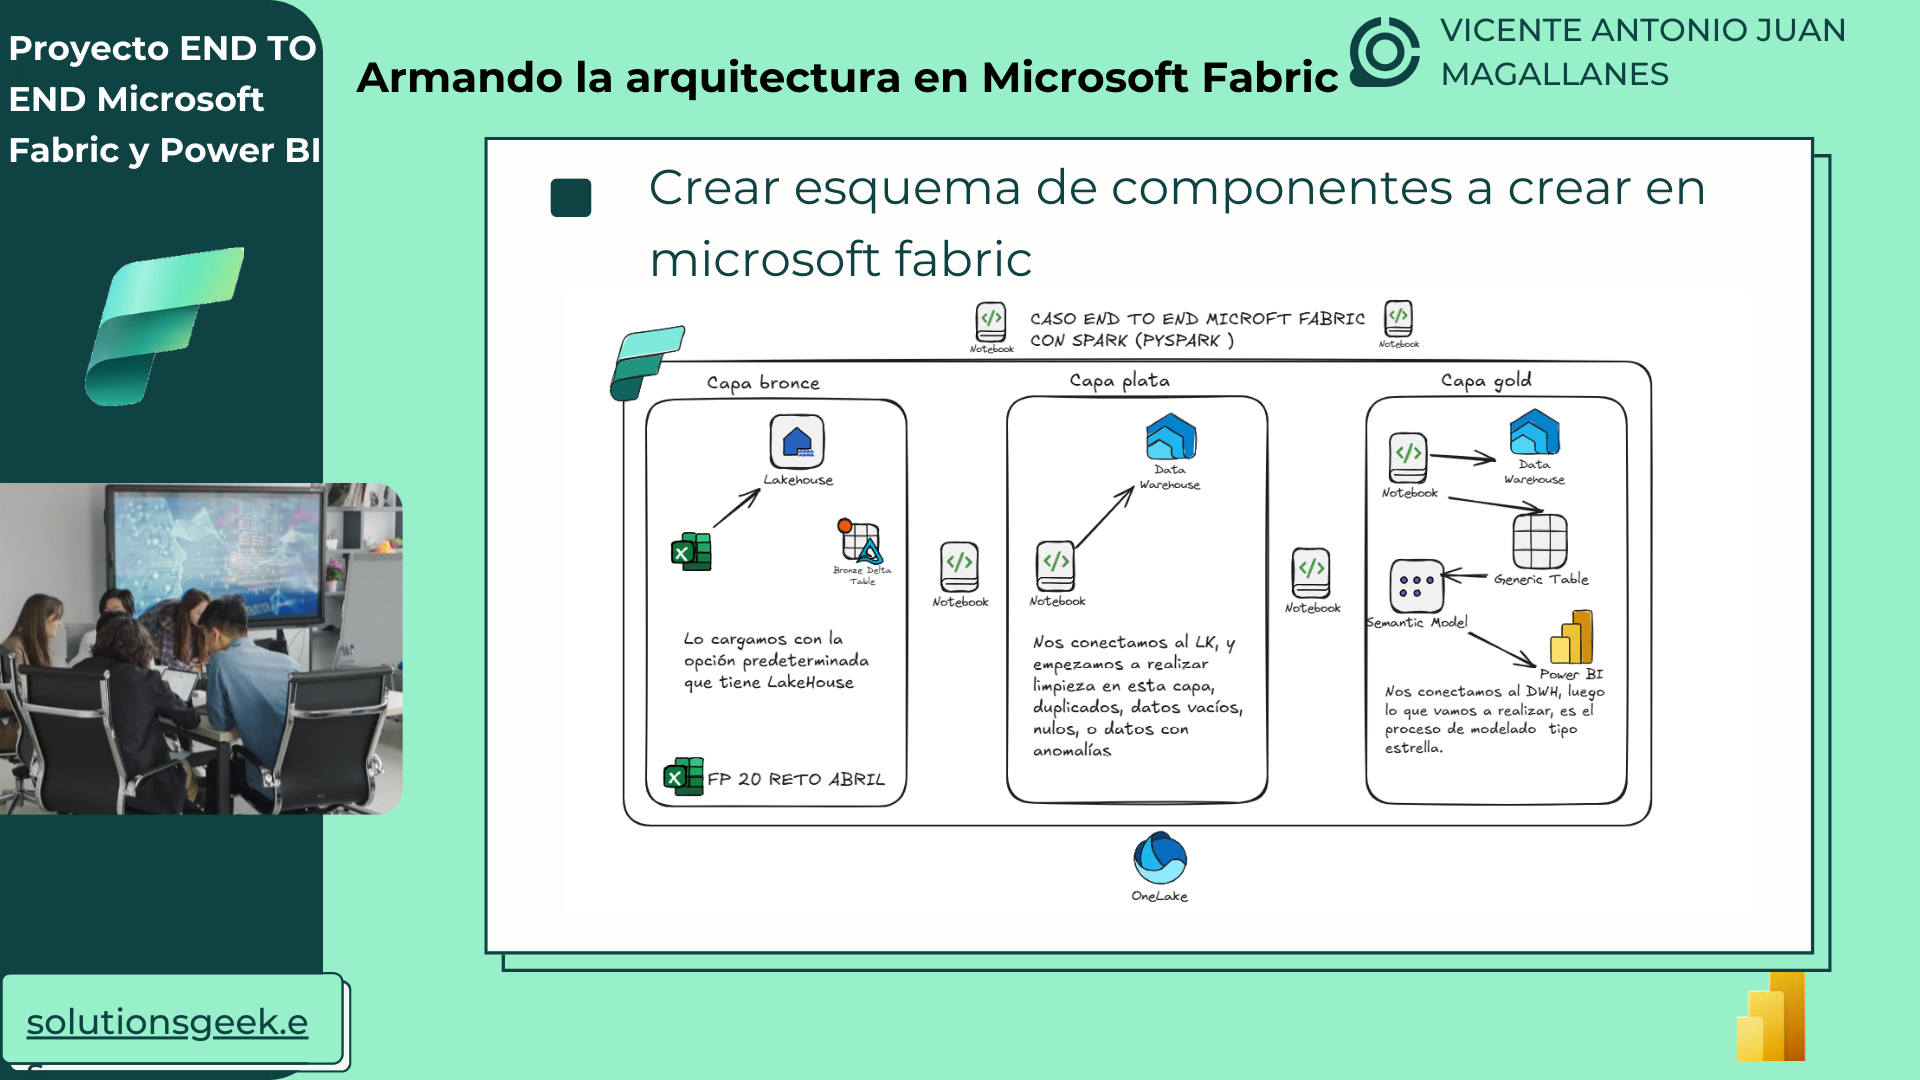 Proyecto END TO
END Microsoft
Fabric y Power BI
Armando la arquitectura en Microsoft Fabric
VICENTE ANTONIO JUAN
MAGALLANES
Crear esquema de componentes a crear en
microsoft fabric
Notebook
CASO END TO END MICROFT FABRIC
CON SPARK (PYSPARK )
Notebook
Capa bronce
Lakehouse
Bronze Delta
Table
Lo cargamos con la
opción predeterminada
que tiene LakeHouse
FP 20 RETO ABRIL
Notebook
Capa plata
Data
Warehouse
Notebook
Nos conectamos al LK, y
empezamos a realizar
limpieza en esta capa,
duplicados, datos vacíos,
nulos, o datos con
anomalías
Notebook
Capa gold
Notebook
Data
Warehouse
Generic Table
Semantic Model
Power BI
Nos conectamos al DWH, luego
lo que vamos a realizar, es el
proceso de modelado tipo
estrella.
OneLake
solutionsgeek.e